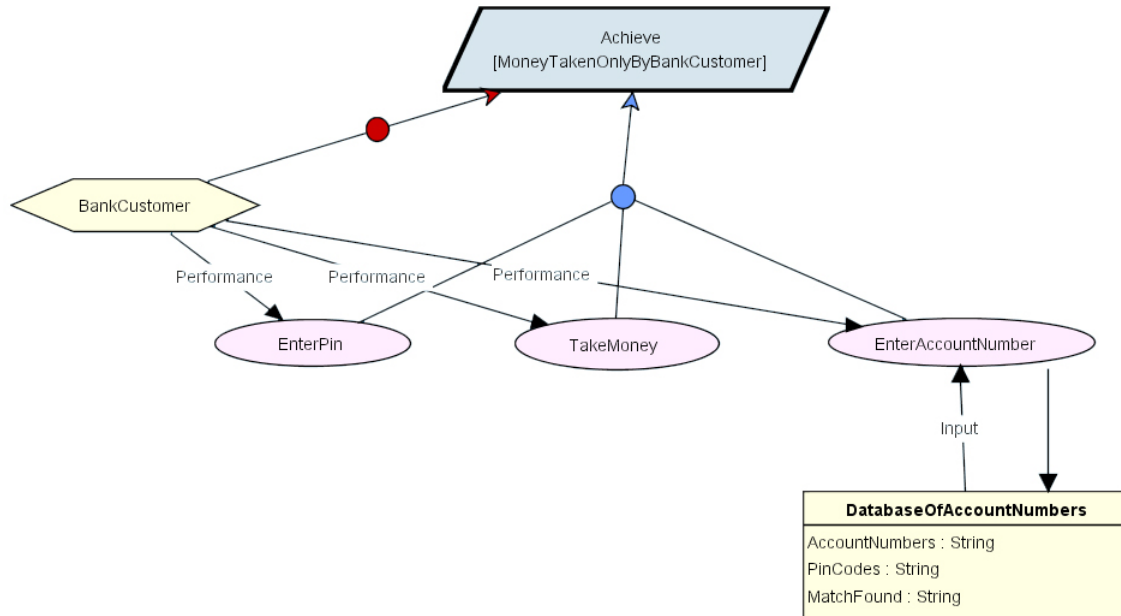 Achieve
[MoneyTakenOnlyByBankCustomer]
BankCustomer
Performance
Performance
Performance
EnterPin
TakeMoney
EnterAccountNumber
Input
DatabaseOfAccountNumbers
AccountNumbers : String
PinCodes : String
MatchFound : String